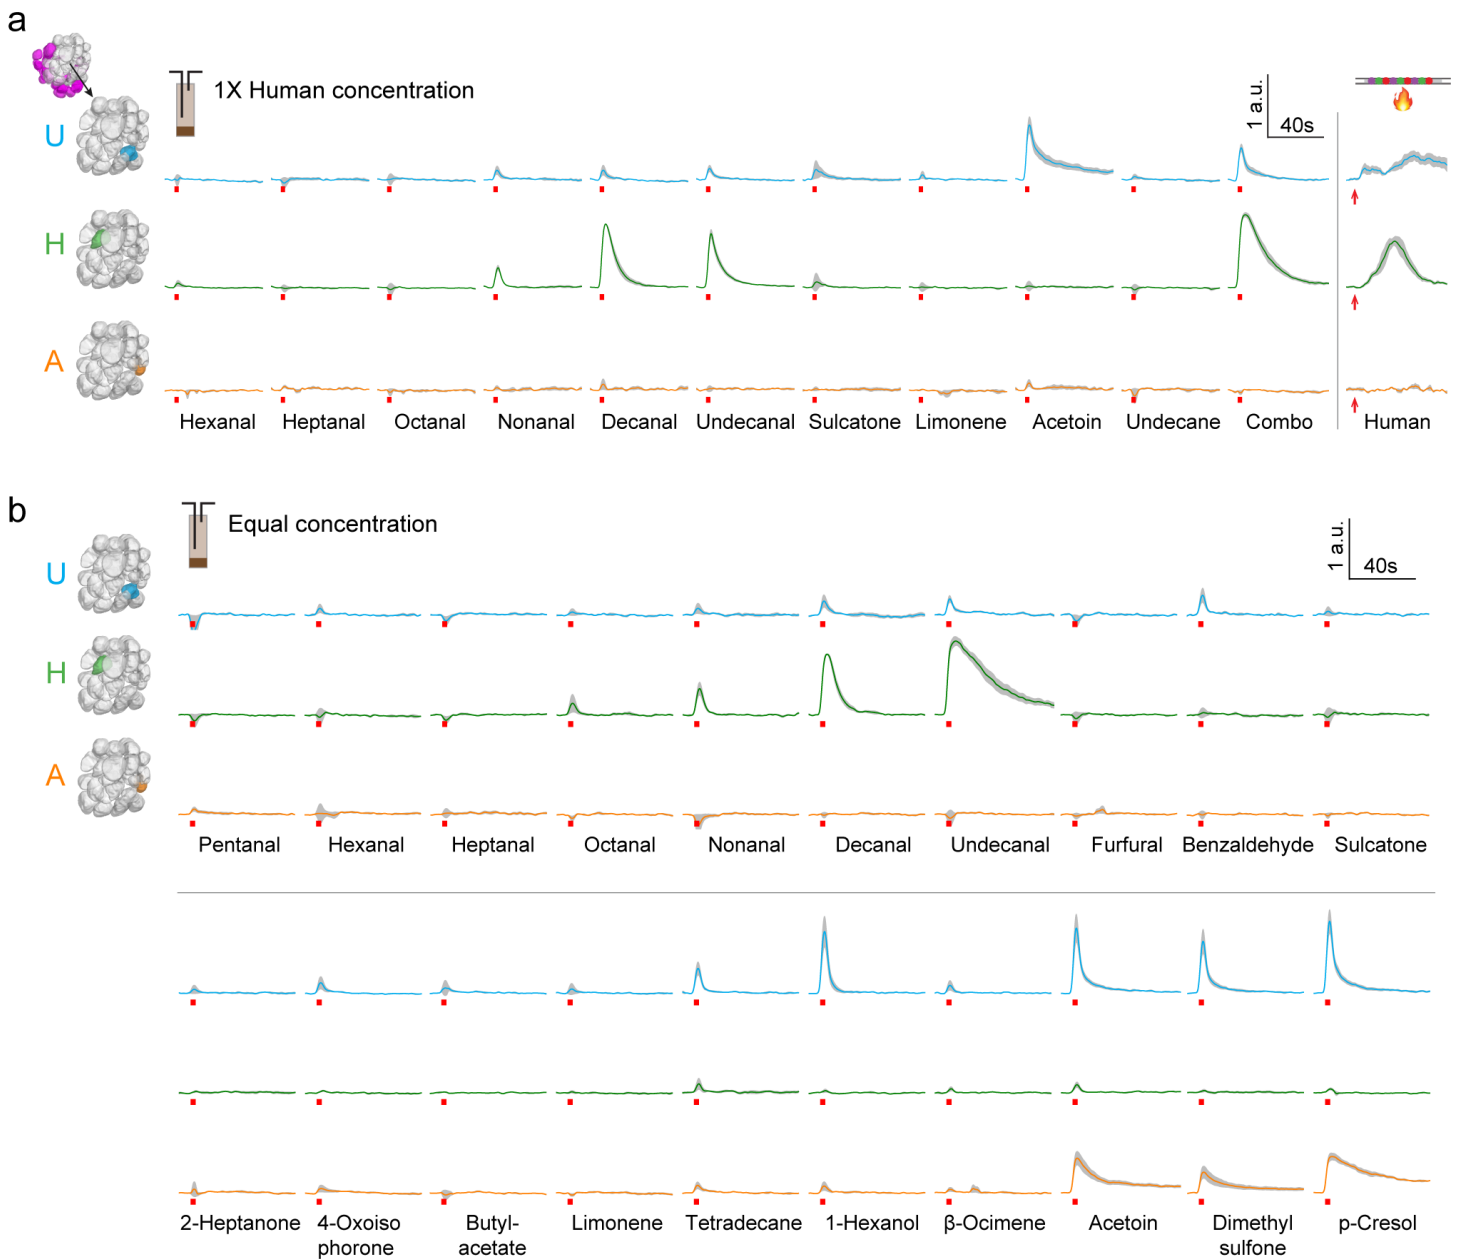 a
1X Human concentration
1 a.u.
40s
U
H
A
Hexanal Heptanal Octanal Nonanal Decanal Undecanal Sulcatone Limonene Acetoin Undecane Combo Human
b
Equal concentration
1 a.u.
40s
U
H
A
Pentanal Hexanal Heptanal Octanal Nonanal Decanal Undecanal Furfural Benzaldehyde Sulcatone
2-Heptanone 4-Oxoiso Butyl- Limonene Tetradecane 1-Hexanol β-Ocimene Acetoin Dimethyl p-Cresol
phorone acetate sulfone